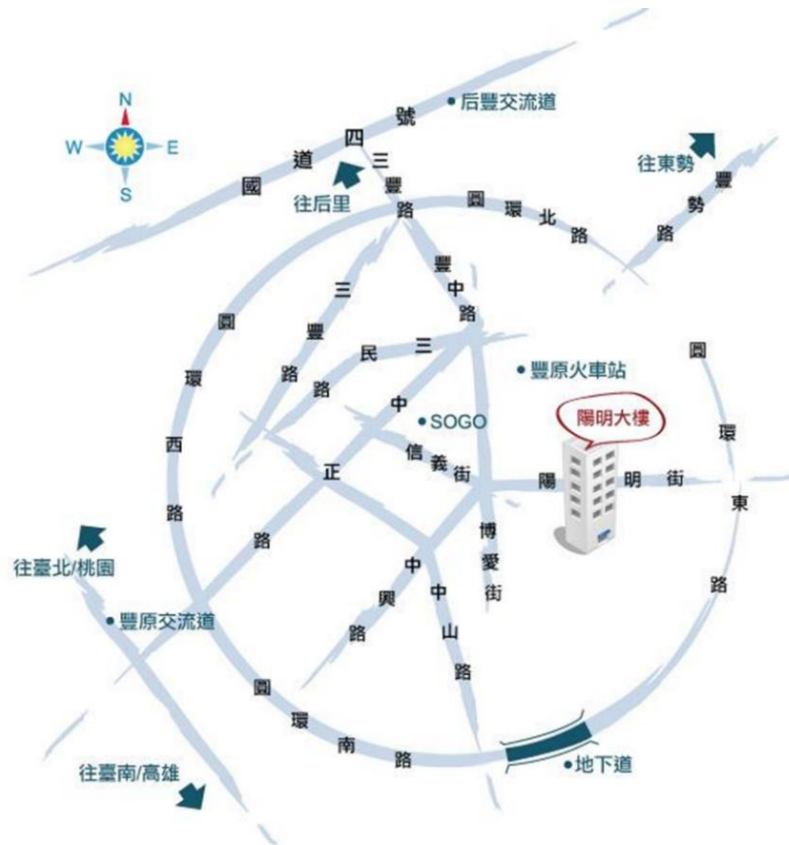 后豐交流道
國道四號
N
W
E
S
往后里
三豐路
往東勢
豐勢路
圓環北路
豐中路
三豐路
圓環西路
三民路
豐原火車站
圓環東路
SOGO
陽明大樓
中正路
信義街
陽明街
博愛街
往臺北/桃園
豐原交流道
中興路
中山路
圓環南路
往臺南/高雄
地下道